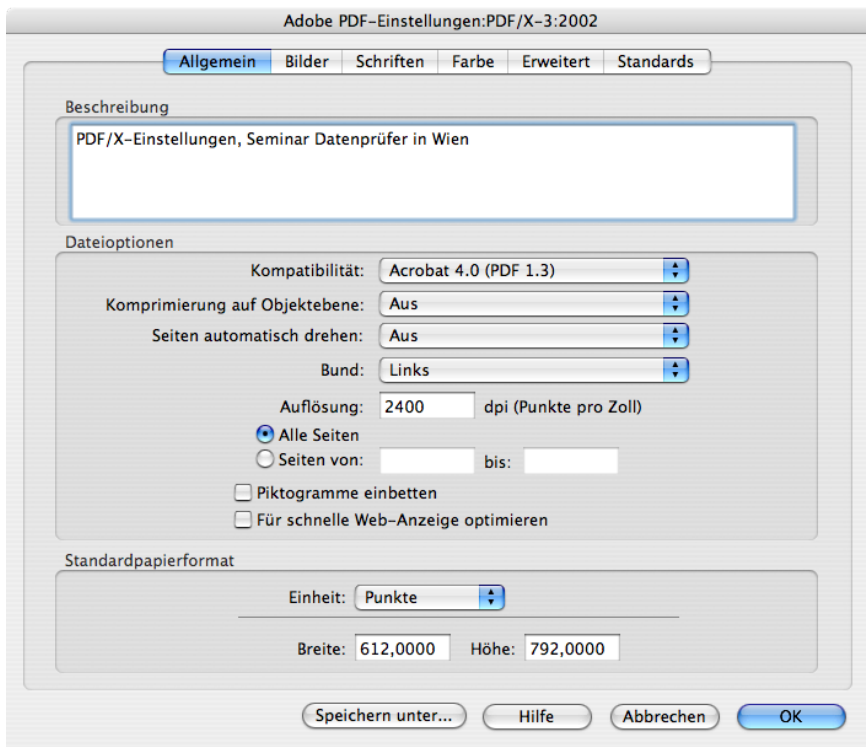 Adobe PDF-Einstellungen:PDF/X-3:2002
Allgemein Bilder Schriften Farbe Erweitert Standards
Beschreibung
PDF/X-Einstellungen, Seminar Datenprüfer in Wien
Dateioptionen
Kompatibilität: Acrobat 4.0 (PDF 1.3)
Komprimierung auf Objektebene: Aus
Seiten automatisch drehen: Aus
Bund: Links
Auflösung: 2400 dpi (Punkte pro Zoll)
Alle Seiten
Seiten von: bis:
Piktogramme einbetten
Für schnelle Web-Anzeige optimieren
Standardpapierformat
Einheit: Punkte
Breite: 612,0000 Höhe: 792,0000
Speichern unter... Hilfe Abbrechen OK